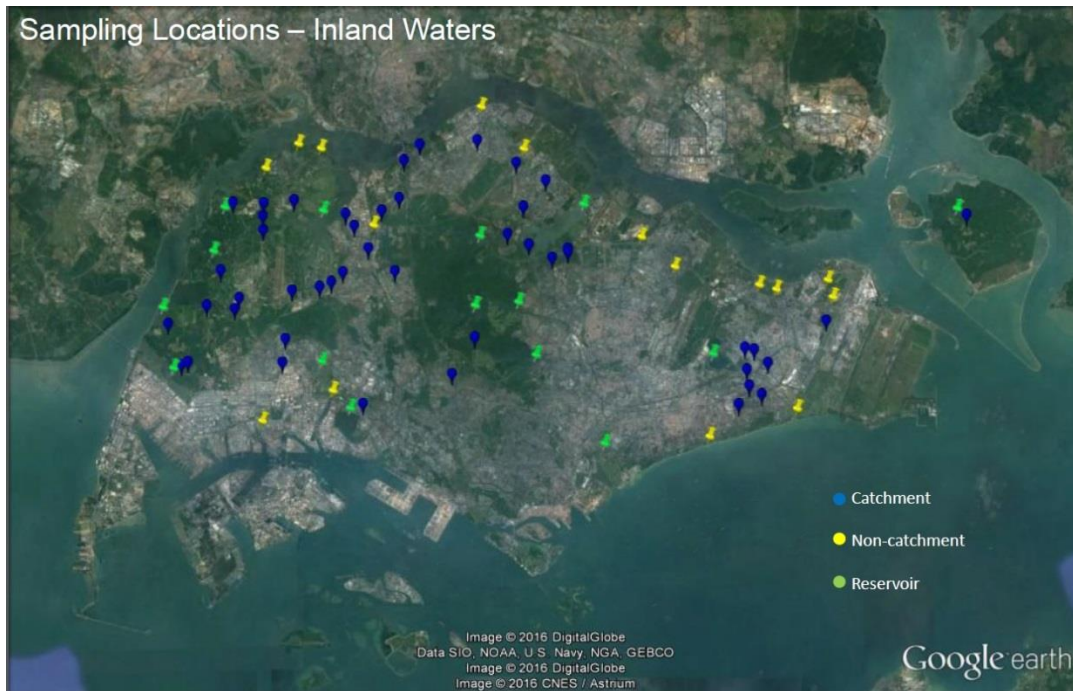 Sampling Locations – Inland Waters
Catchment
Non-catchment
Reservoir
Image © 2016 DigitalGlobe
Data SIO, NOAA, U.S. Navy, NGA, GEBCO
Image © 2016 DigitalGlobe
Image © 2016 CNES / Astrium
Google earth